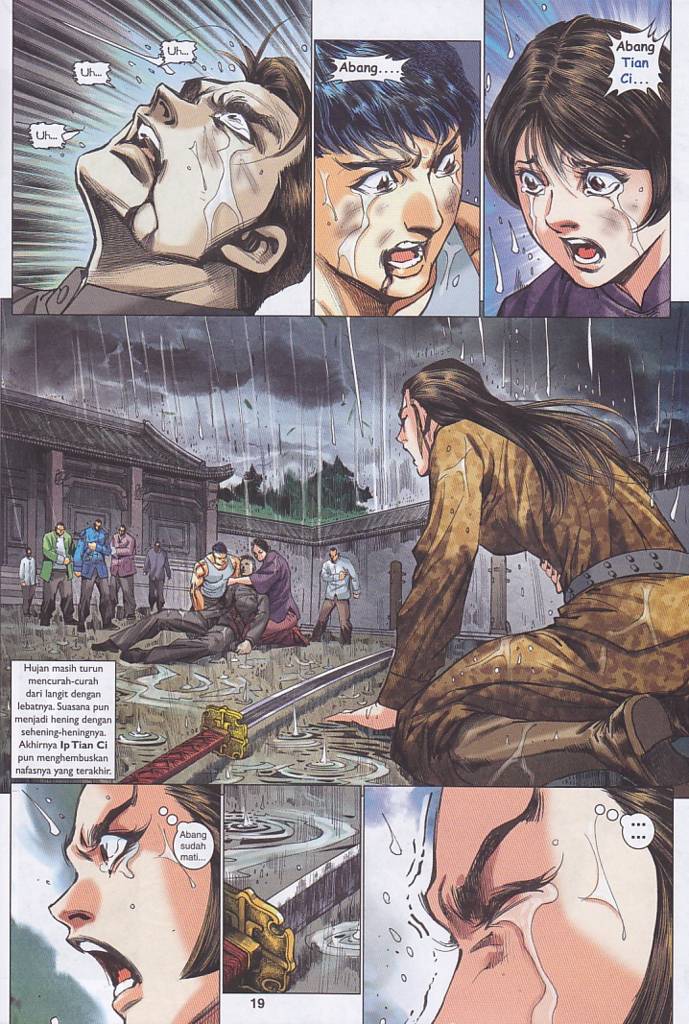 Uh...
Uh...
Uh...
Abang....
Abang
Tian
Ci...
Hujan masih turun
mencurah-curah
dari langit dengan
lebatnya. Suasana pun
menjadi hening dengan
sehening-heningnya.
Akhirnya Ip Tian Ci
pun menghembuskan
nafasnya yang terakhir.
Abang
sudah
mati...
...
...
19